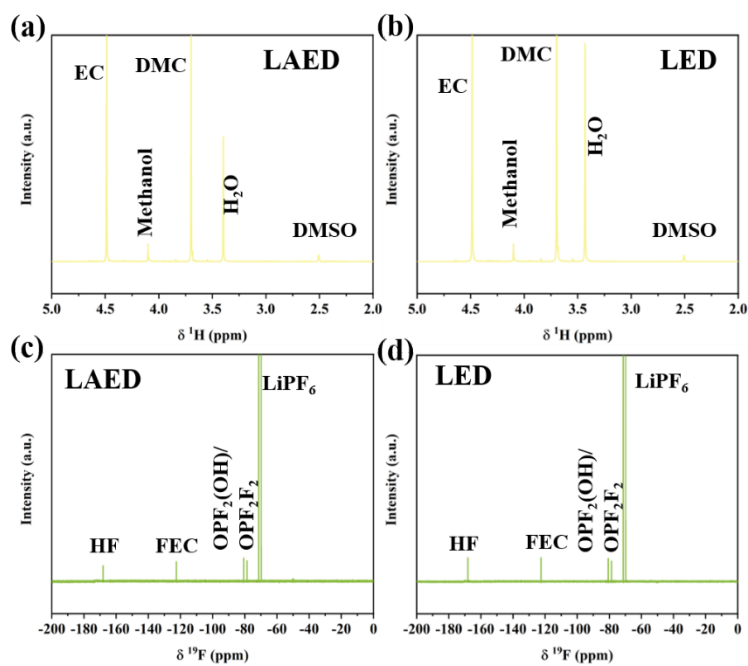 (a)
LAED
EC
DMC
Methanol
H₂O
DMSO
Intensity (a.u.)
5.0 4.5 4.0 3.5 3.0 2.5 2.0
δ ¹H (ppm)
(b)
LED
EC
DMC
Methanol
H₂O
DMSO
Intensity (a.u.)
5.0 4.5 4.0 3.5 3.0 2.5 2.0
δ ¹H (ppm)
(c)
LAED
LiPF₆
OPF₂(OH)/
OPF₂F₂
HF
FEC
Intensity (a.u.)
-200 -180 -160 -140 -120 -100 -80 -60 -40 -20 0
δ ¹⁹F (ppm)
(d)
LED
LiPF₆
OPF₂(OH)/
OPF₂F₂
HF
FEC
Intensity (a.u.)
-200 -180 -160 -140 -120 -100 -80 -60 -40 -20 0
δ ¹⁹F (ppm)